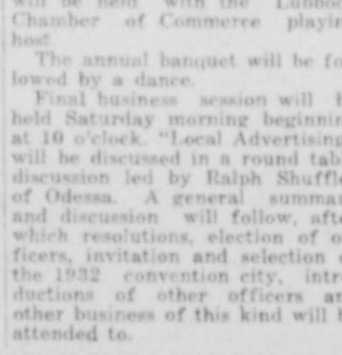 will be held with the Lubboc
Chamber of Commerce playin
host.
The annual banquet will be fo
lowed by a dance.
Final business session will b
held Saturday morning beginnin
at 10 o'clock. "Local Advertising
will be discussed in a round tabl
discussion led by Ralph Shuffle
of Odessa. A general summar
and discussion will follow, afte
which resolutions, election of o
ficers, invitation and selection o
the 1932 convention city, intro
ductions of other officers an
other business of this kind will b
attended to.